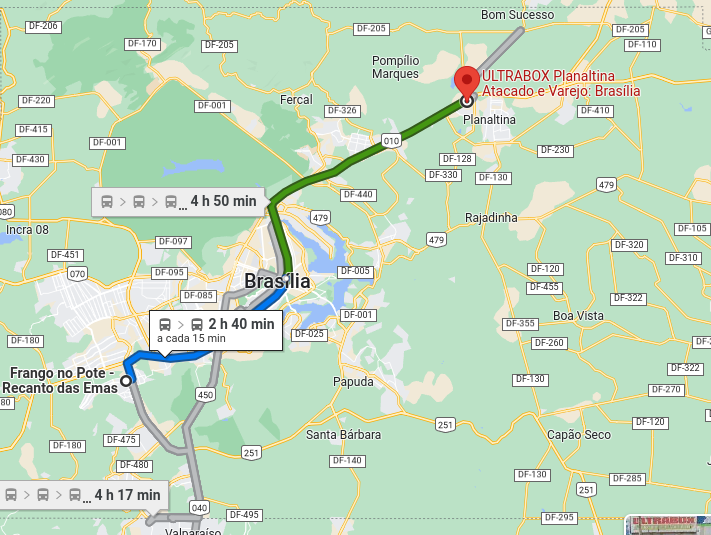 Bom Sucesso
DF-206
DF-205
DF-205
DF-170
DF-205
DF-110
Pompílio
Marques
ULTRABOX Planaltina
Atacado e Varejo: Brasília
DF-220
DF-001
Fercal
DF-326
Planaltina
DF-410
DF-415
DF-001
010
DF-430
DF-128
DF-230
DF-330
DF-130
479
DF-440
4 h 50 min
080
479
Rajadinha
Incra 08
DF-097
479
DF-105
DF-451
DF-320
DF-310
070
DF-095
DF-005
DF-120
Brasília
DF-455
DF-085
DF-322
DF-001
Boa Vista
2 h 40 min
a cada 15 min
DF-355
DF-025
DF-180
DF-260
Frango no Pote -
Recanto das Emas
DF-322
Papuda
DF-130
DF-270
450
80
251
DF-120
Santa Bárbara
Capão Seco
DF-475
DF-180
251
DF-480
DF-140
DF-130
DF-285
251
4 h 17 min
040
DF-495
DF-295
ULTRABOX
Valparaíso